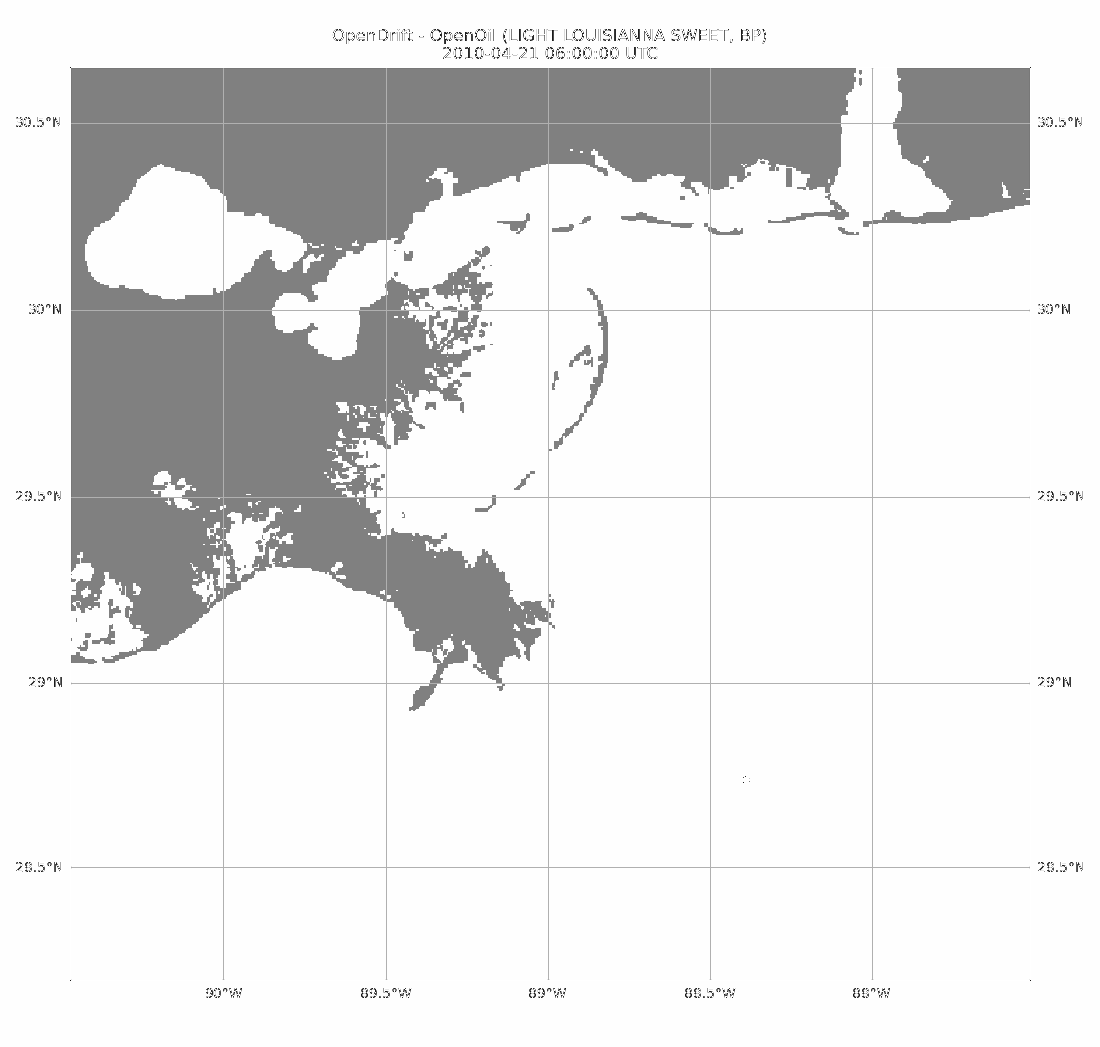 OpenDrift - OpenOil (LIGHT LOUISIANNA SWEET, BP)
2010-04-21 06:00:00 UTC
30.5°N 30.5°N
30°N 30°N
29.5°N 29.5°N
29°N 29°N
28.5°N 28.5°N
90°W 89.5°W 89°W 88.5°W 88°W